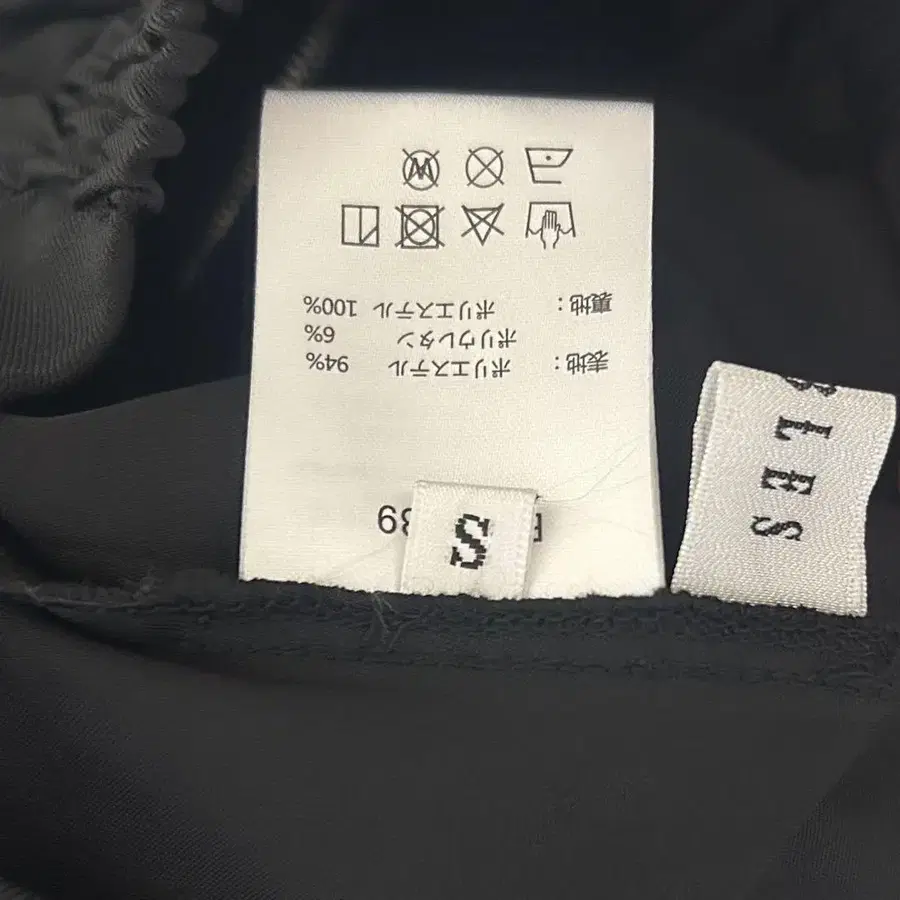 表地： ポリエステル 94%
ポリウレタン 6%
裏地： ポリエステル 100%
W
S
LES